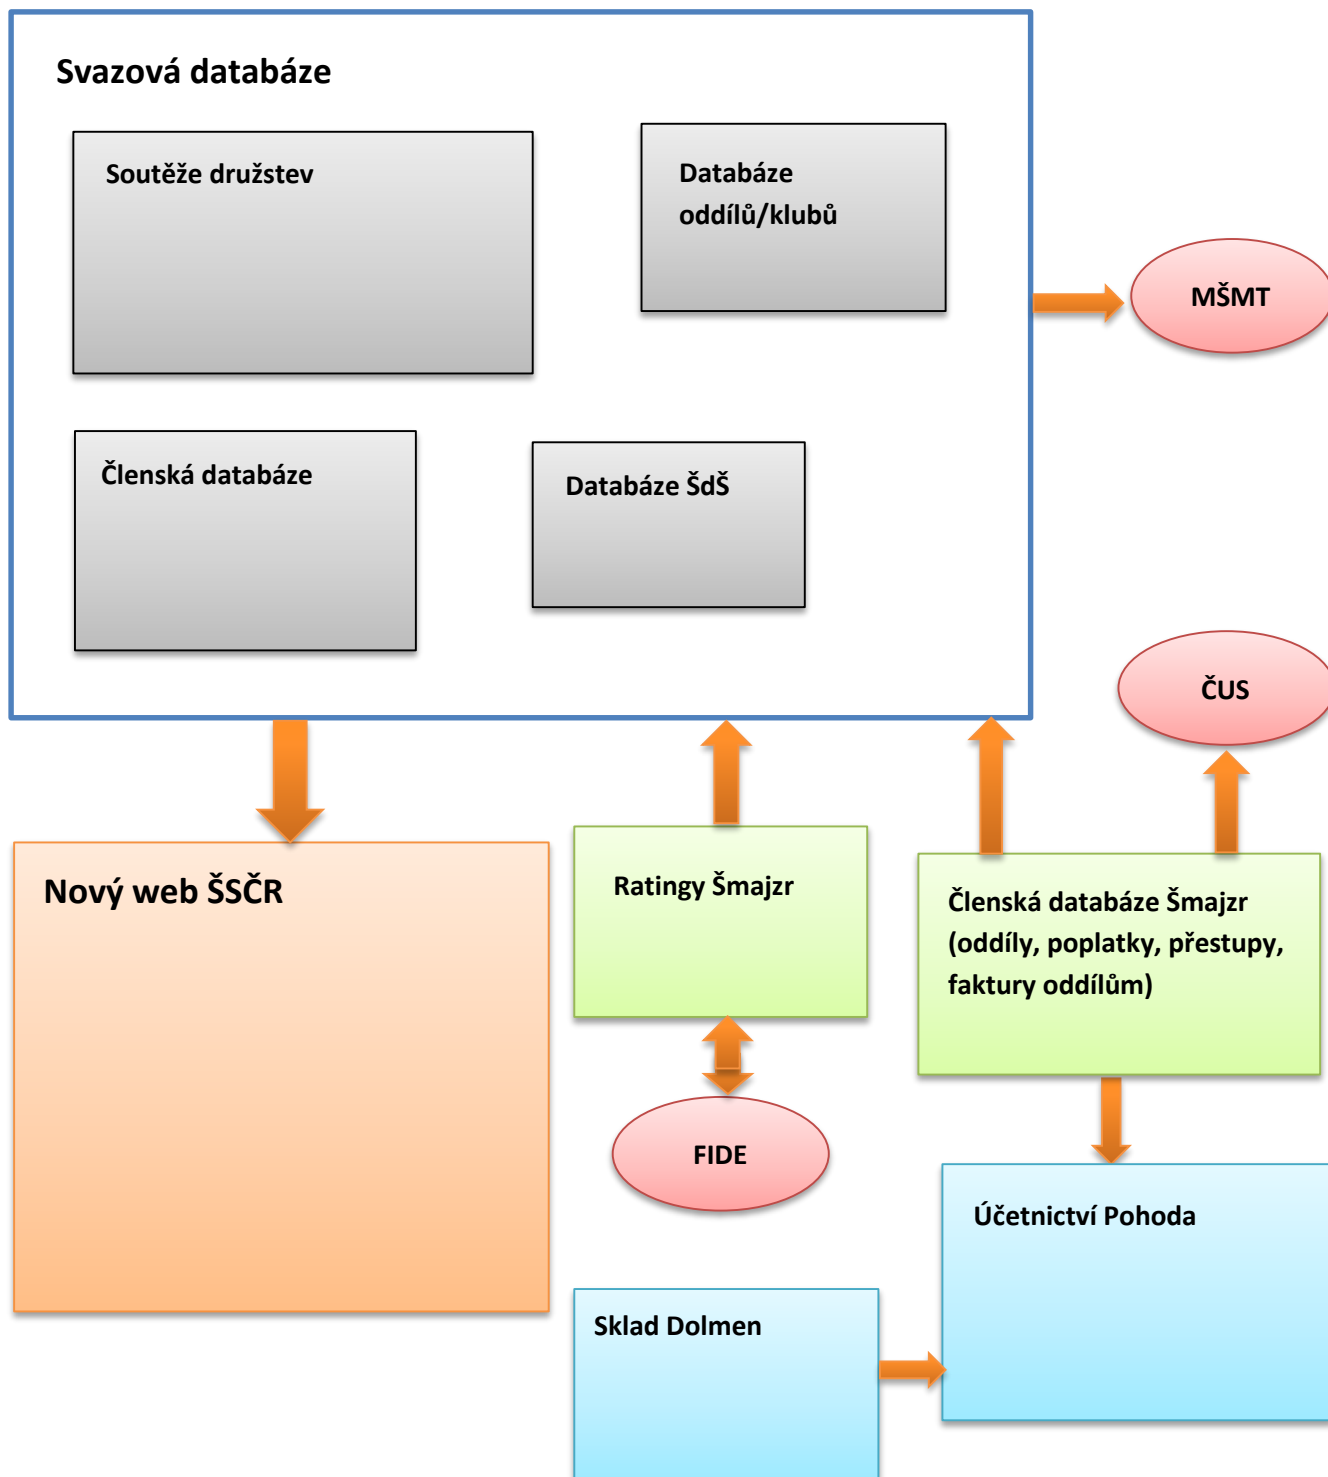 Svazová databáze
Soutěže družstev
Databáze
oddílů/klubů
MŠMT
Členská databáze
Databáze ŠdŠ
ČUS
Nový web ŠSČR
Ratingy Šmajzr
Členská databáze Šmajzr
(oddíly, poplatky, přestupy,
faktury oddílům)
FIDE
Účetnictví Pohoda
Sklad Dolmen